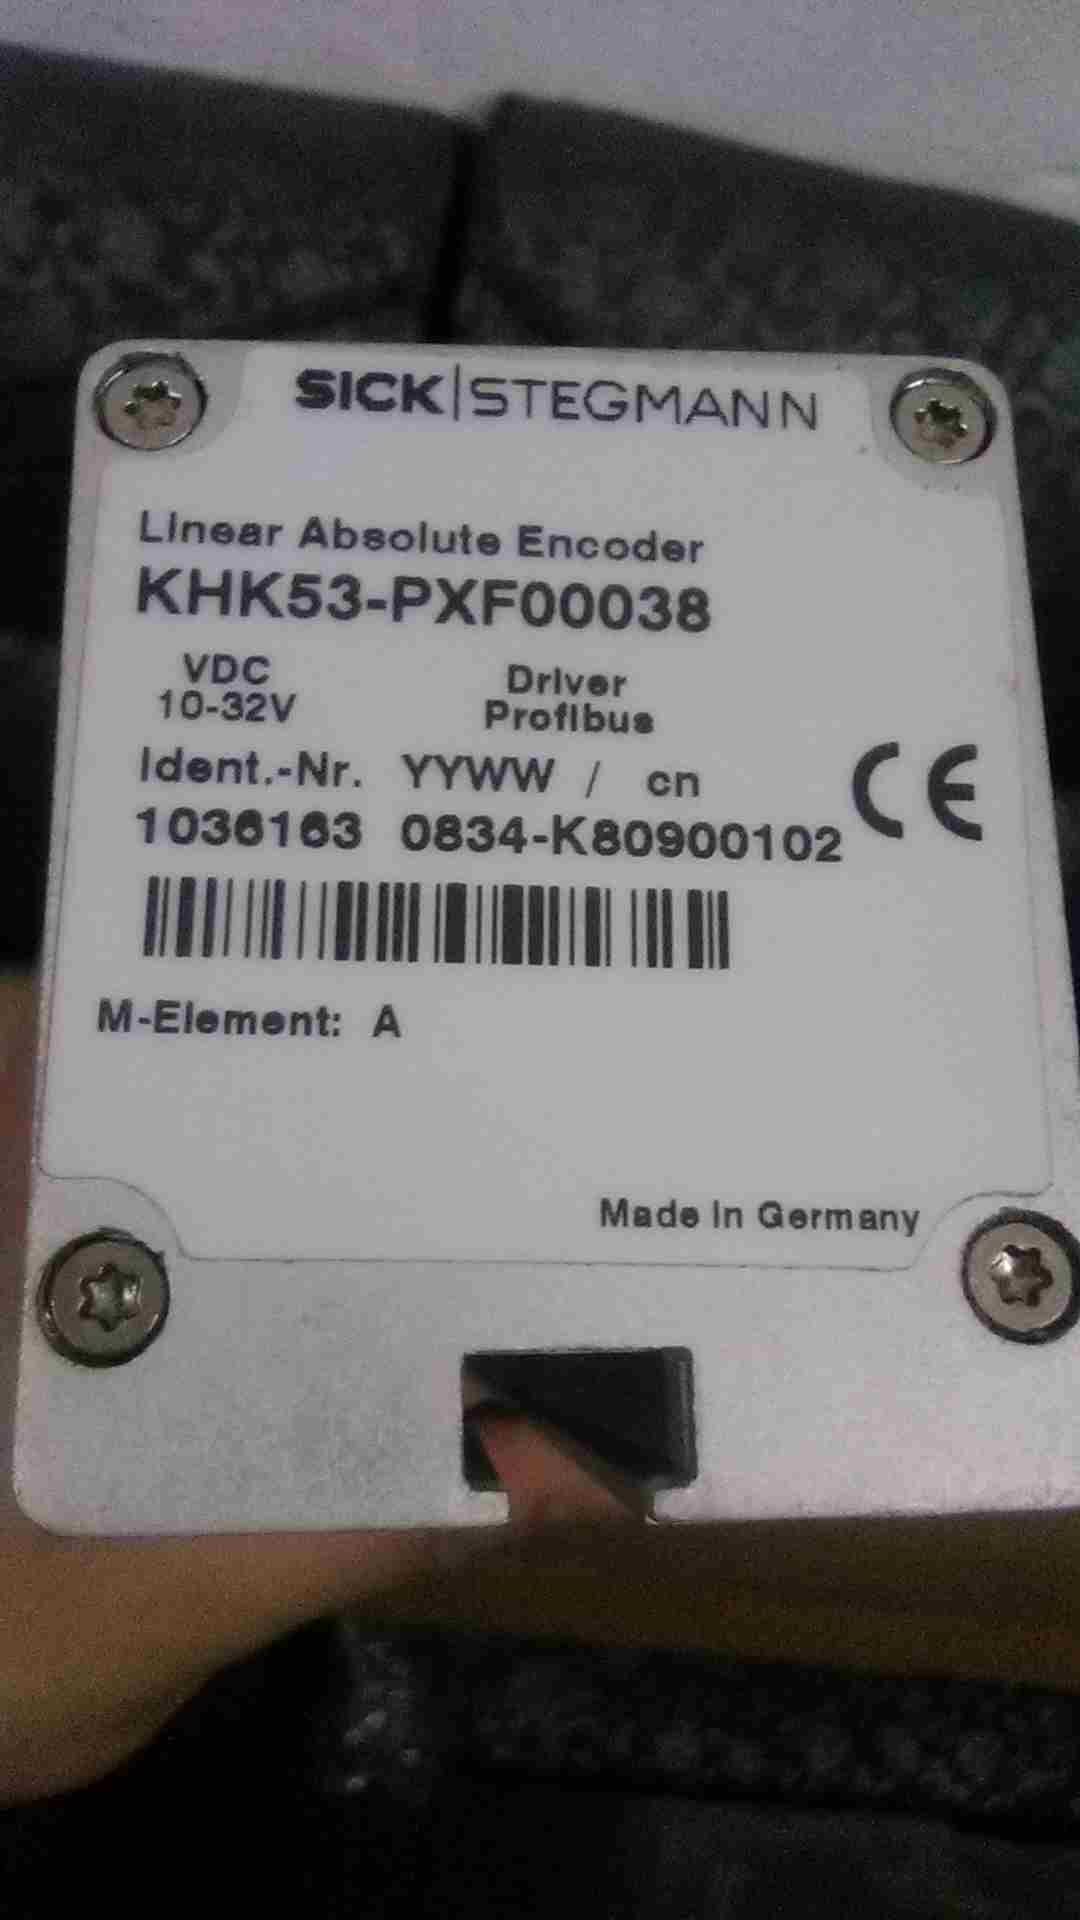 SICK|STEGMANN
Linear Absolute Encoder
KHK53-PXF00038
VDC Driver
10-32V Profibus
Ident.-Nr. YYWW / cn
1036163 0834-K80900102
CE
M-Element: A
Made in Germany